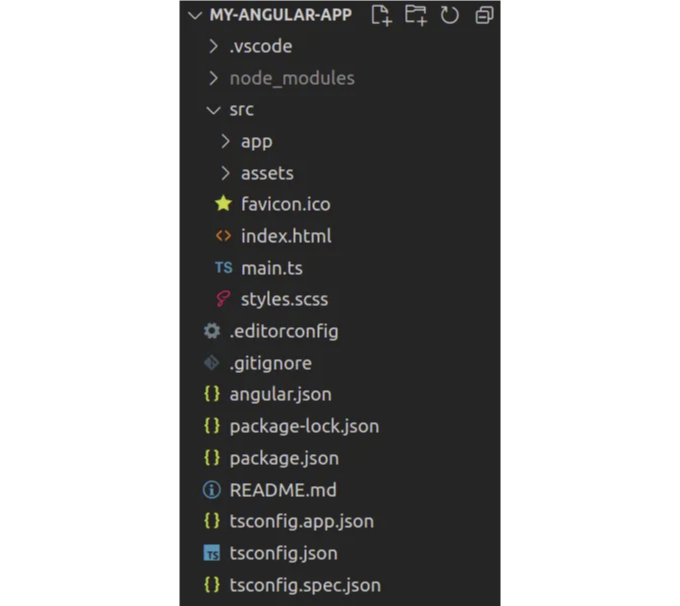 MY-ANGULAR-APP
.vscode
node_modules
src
app
assets
favicon.ico
<> index.html
TS main.ts
styles.scss
.editorconfig
.gitignore
{} angular.json
{} package-lock.json
{} package.json
README.md
{} tsconfig.app.json
TS tsconfig.json
{} tsconfig.spec.json